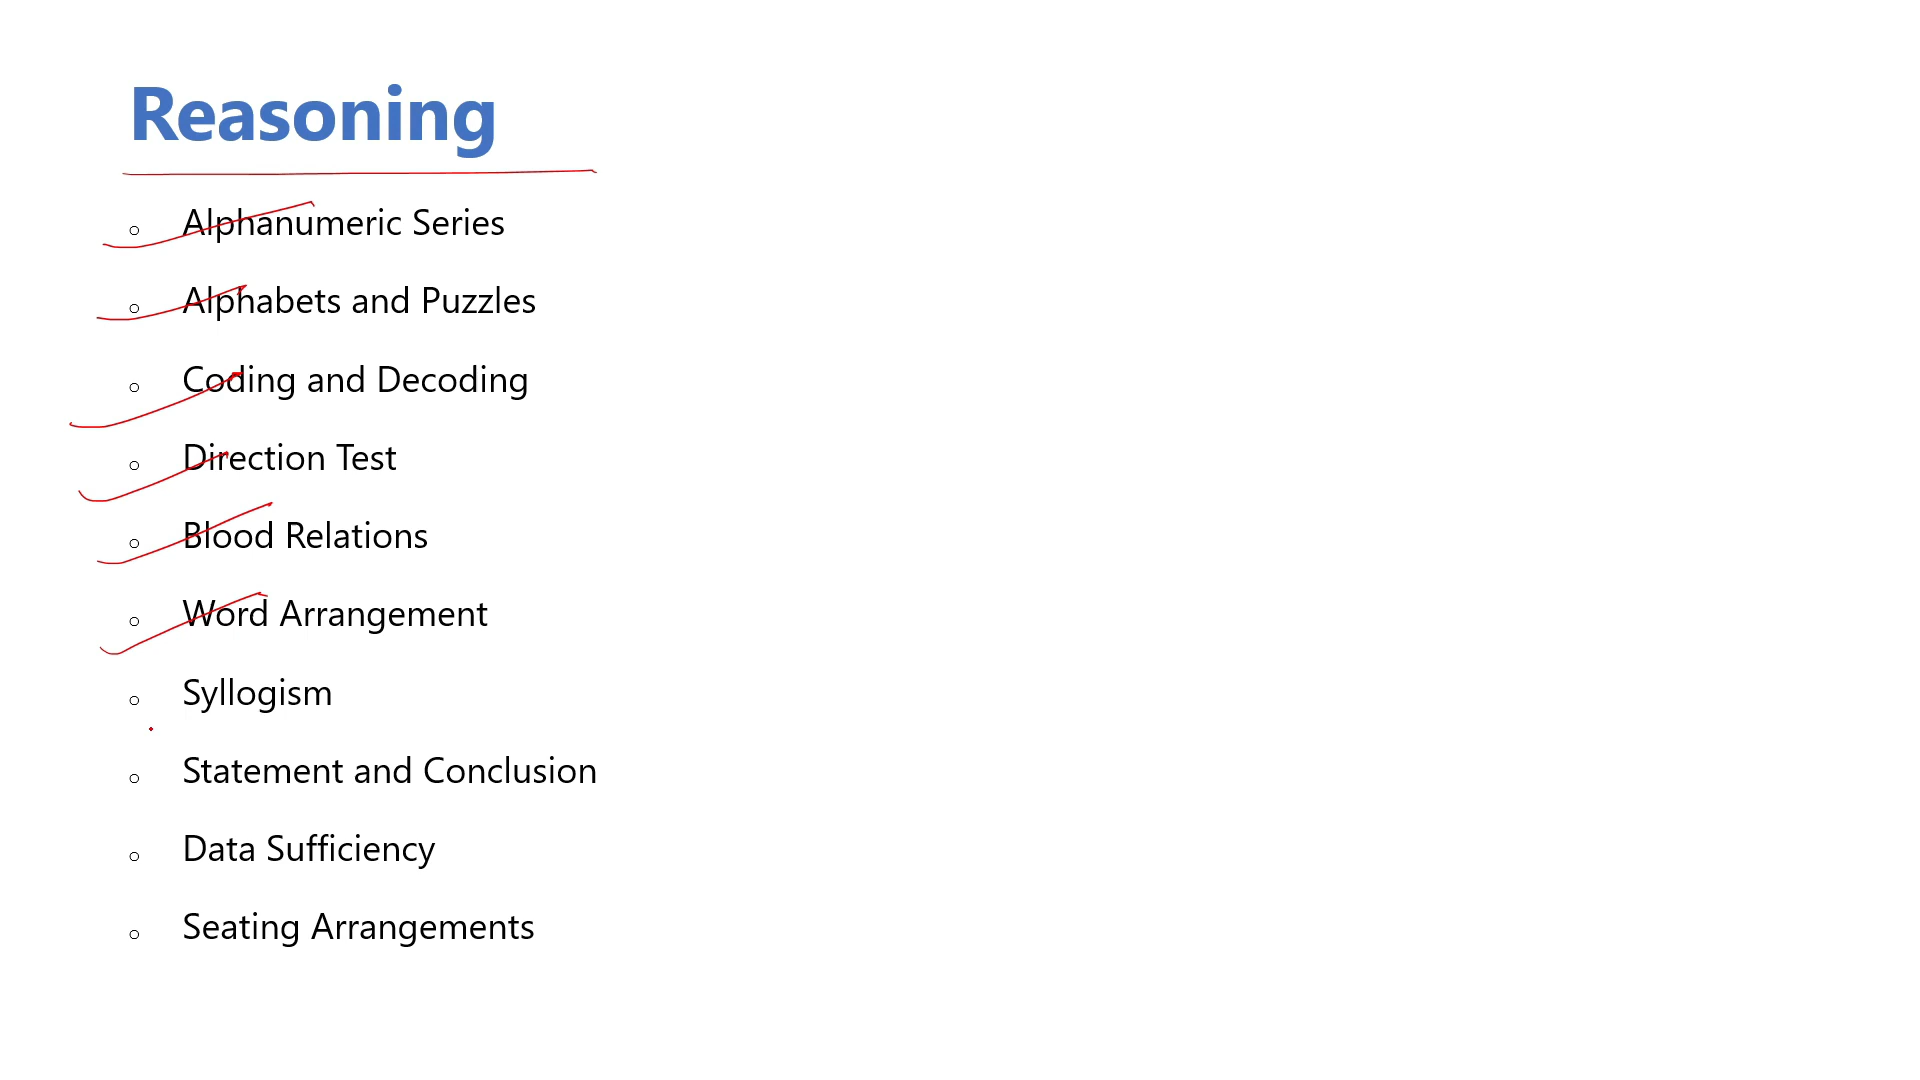 Reasoning
Alphanumeric Series
Alphabets and Puzzles
Coding and Decoding
Direction Test
Blood Relations
Word Arrangement
Syllogism
Statement and Conclusion
Data Sufficiency
Seating Arrangements